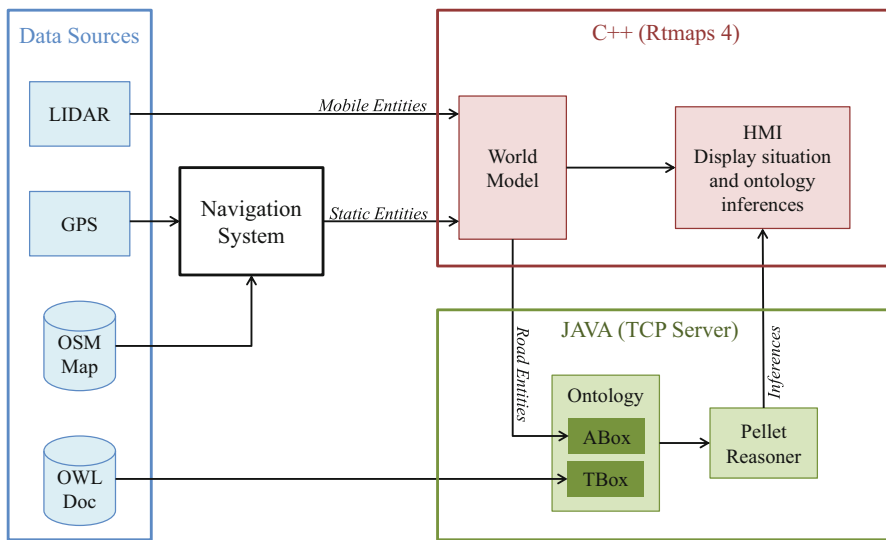 Data Sources
LIDAR
GPS
OSM
Map
OWL
Doc
Navigation
System
Mobile Entities
Static Entities
C++ (Rtmaps 4)
World
Model
HMI
Display situation
and ontology
inferences
Road Entities
Inferences
JAVA (TCP Server)
Ontology
ABox
TBox
Pellet
Reasoner